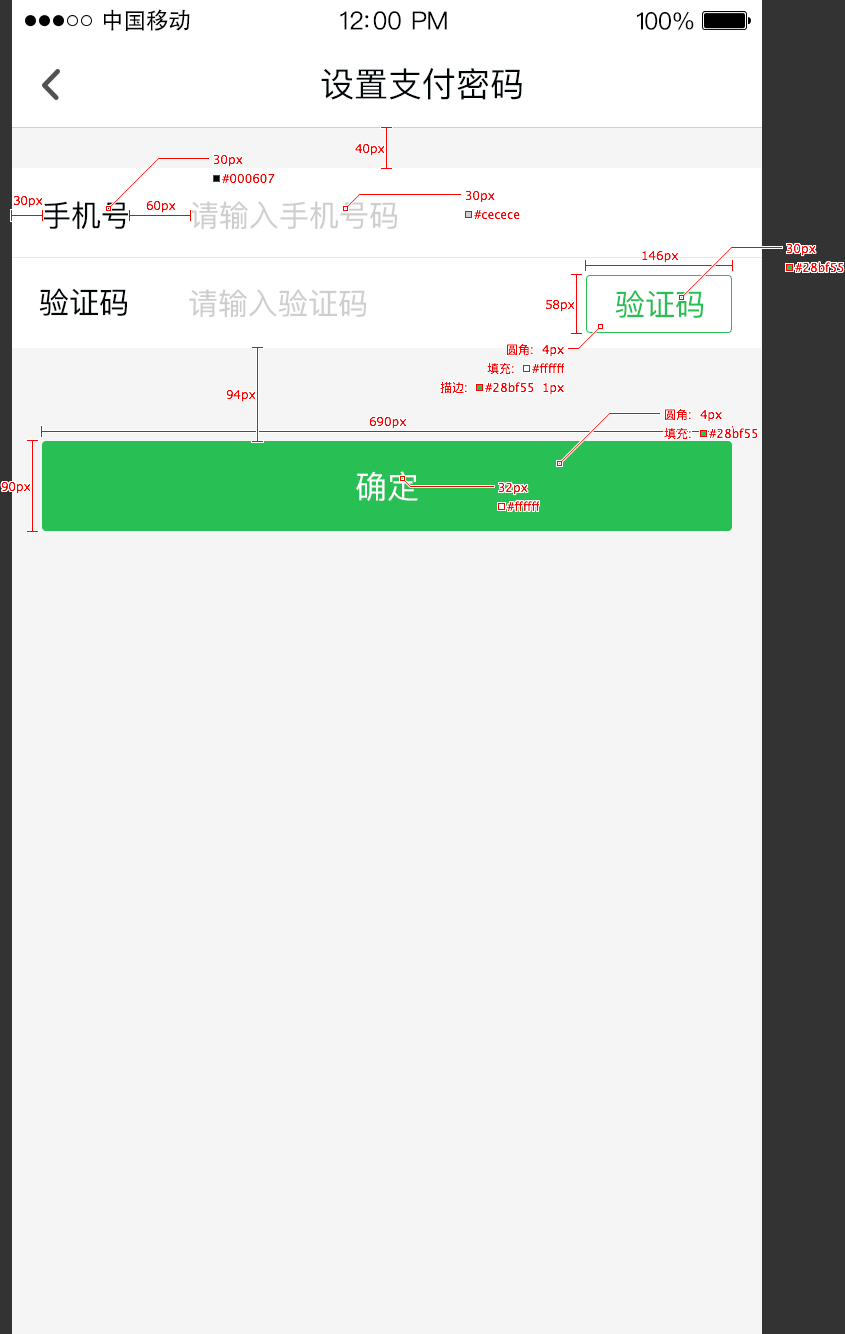 中国移动 12:00 PM 100%
设置支付密码
40px
30px
#000607
30px
#cecece
30px
手机号
60px
请输入手机号码
146px
30px
#28bf55
验证码
请输入验证码
58px
验证码
圆角: 4px
填充: #ffffff
描边: #28bf55 1px
94px
690px
圆角: 4px
填充: #28bf55
90px
确定
32px
#ffffff